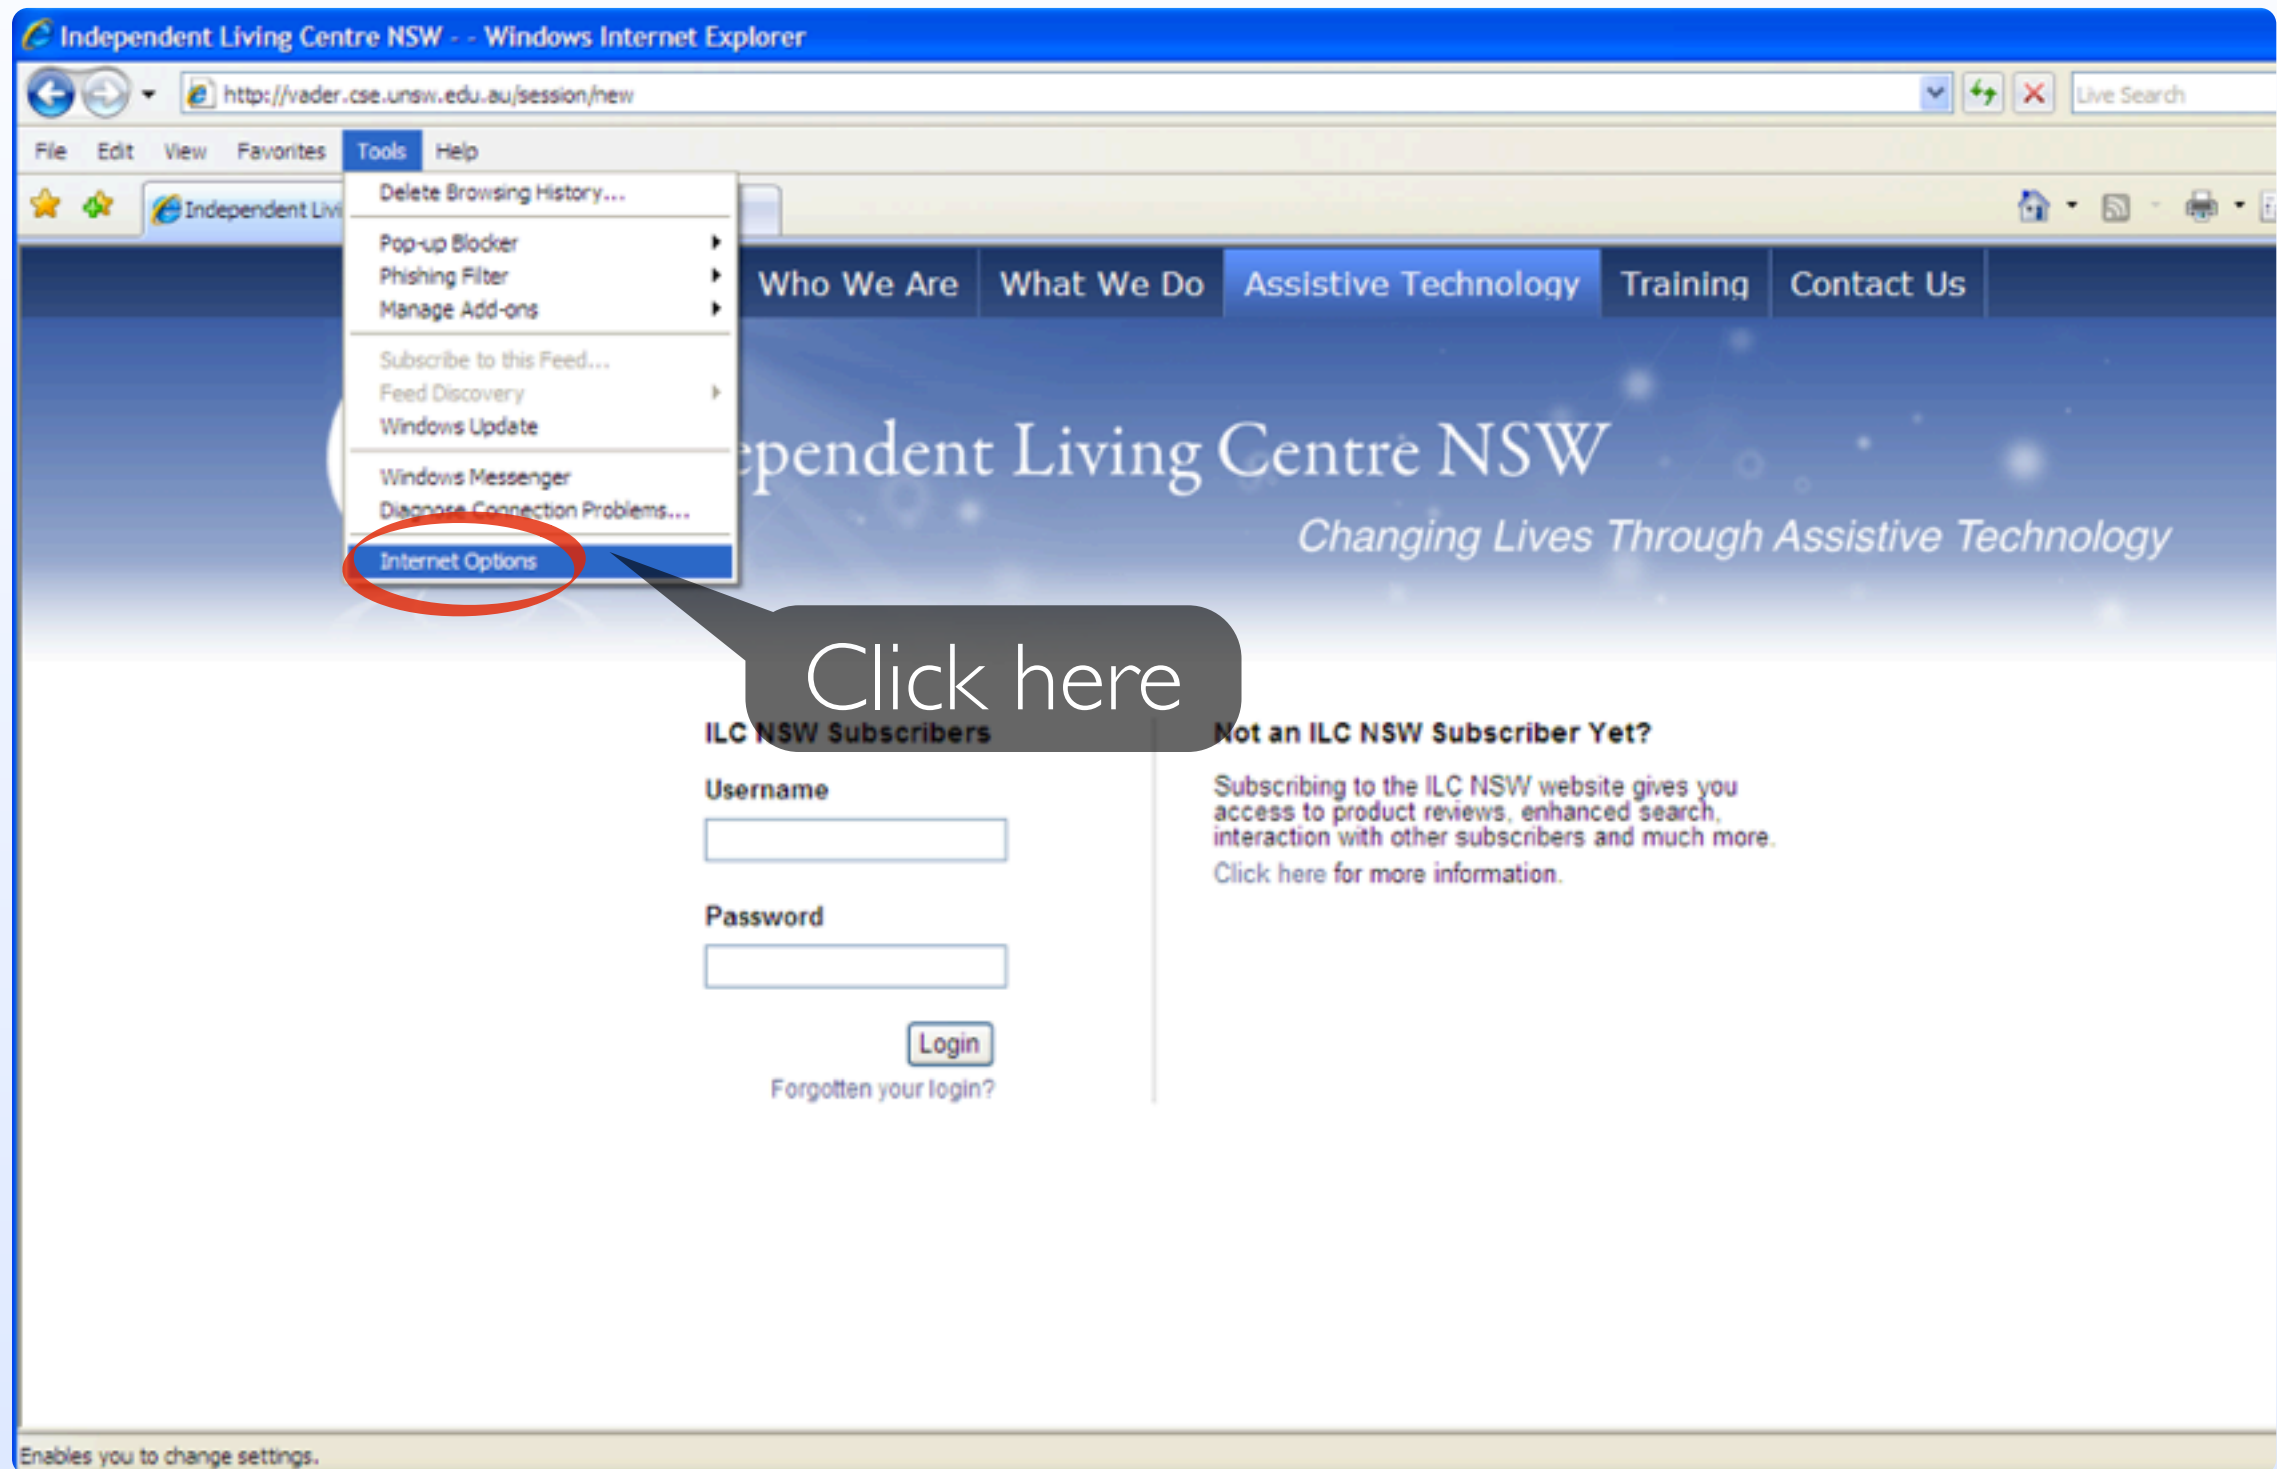 Independent Living Centre NSW - - Windows Internet Explorer
http://vader.cse.unsw.edu.au/session/new
Live Search
File Edit View Favorites Tools Help
Independent Livi
Delete Browsing History...
Pop-up Blocker
Phishing Filter
Manage Add-ons
Subscribe to this Feed...
Feed Discovery
Windows Update
Windows Messenger
Diagnose Connection Problems...
Internet Options
Who We Are What We Do Assistive Technology Training Contact Us
ependent Living Centre NSW
Changing Lives Through Assistive Technology
Click here
ILC NSW Subscribers
Username
Password
Login
Forgotten your login?
Not an ILC NSW Subscriber Yet?
Subscribing to the ILC NSW website gives you
access to product reviews, enhanced search,
interaction with other subscribers and much more.
Click here for more information.
Enables you to change settings.